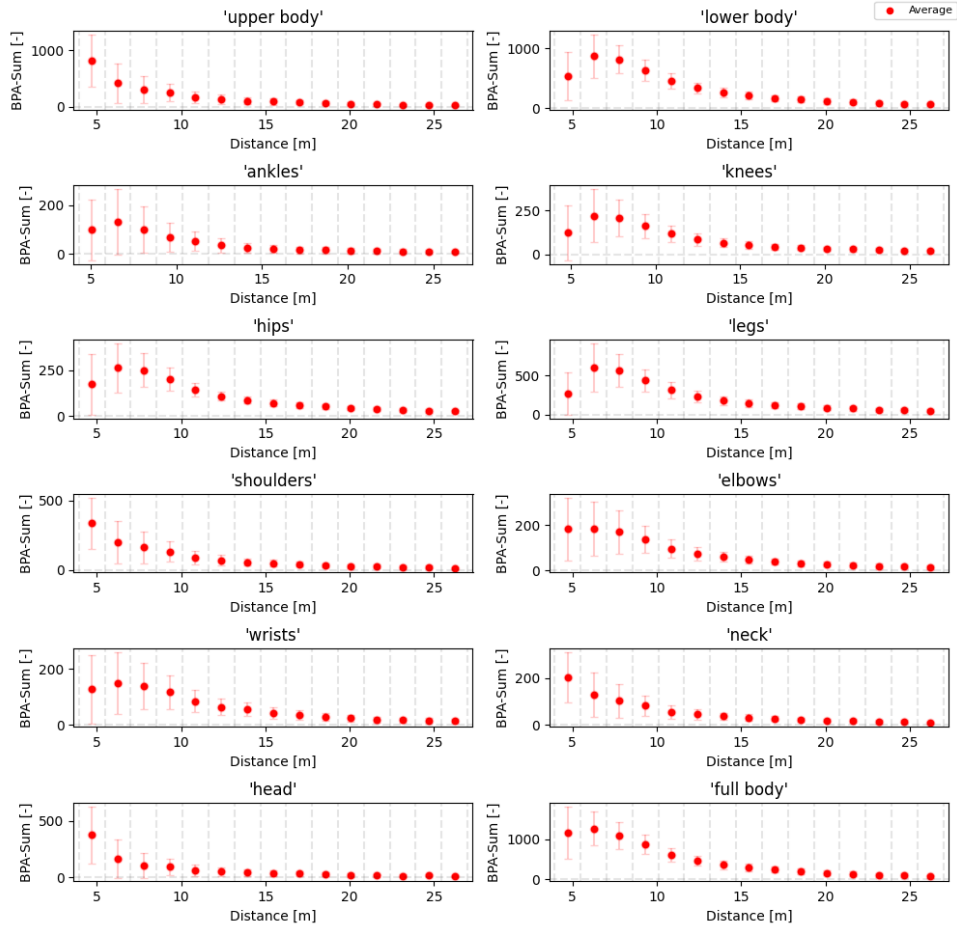 Average
'upper body'
BPA-Sum [-]
1000
0
5 10 15 20 25
Distance [m]
'lower body'
BPA-Sum [-]
1000
0
5 10 15 20 25
Distance [m]
'ankles'
BPA-Sum [-]
200
0
5 10 15 20 25
Distance [m]
'knees'
BPA-Sum [-]
250
0
5 10 15 20 25
Distance [m]
'hips'
BPA-Sum [-]
250
0
5 10 15 20 25
Distance [m]
'legs'
BPA-Sum [-]
500
0
5 10 15 20 25
Distance [m]
'shoulders'
BPA-Sum [-]
500
0
5 10 15 20 25
Distance [m]
'elbows'
BPA-Sum [-]
200
0
5 10 15 20 25
Distance [m]
'wrists'
BPA-Sum [-]
200
0
5 10 15 20 25
Distance [m]
'neck'
BPA-Sum [-]
200
0
5 10 15 20 25
Distance [m]
'head'
BPA-Sum [-]
500
0
5 10 15 20 25
Distance [m]
'full body'
BPA-Sum [-]
1000
0
5 10 15 20 25
Distance [m]